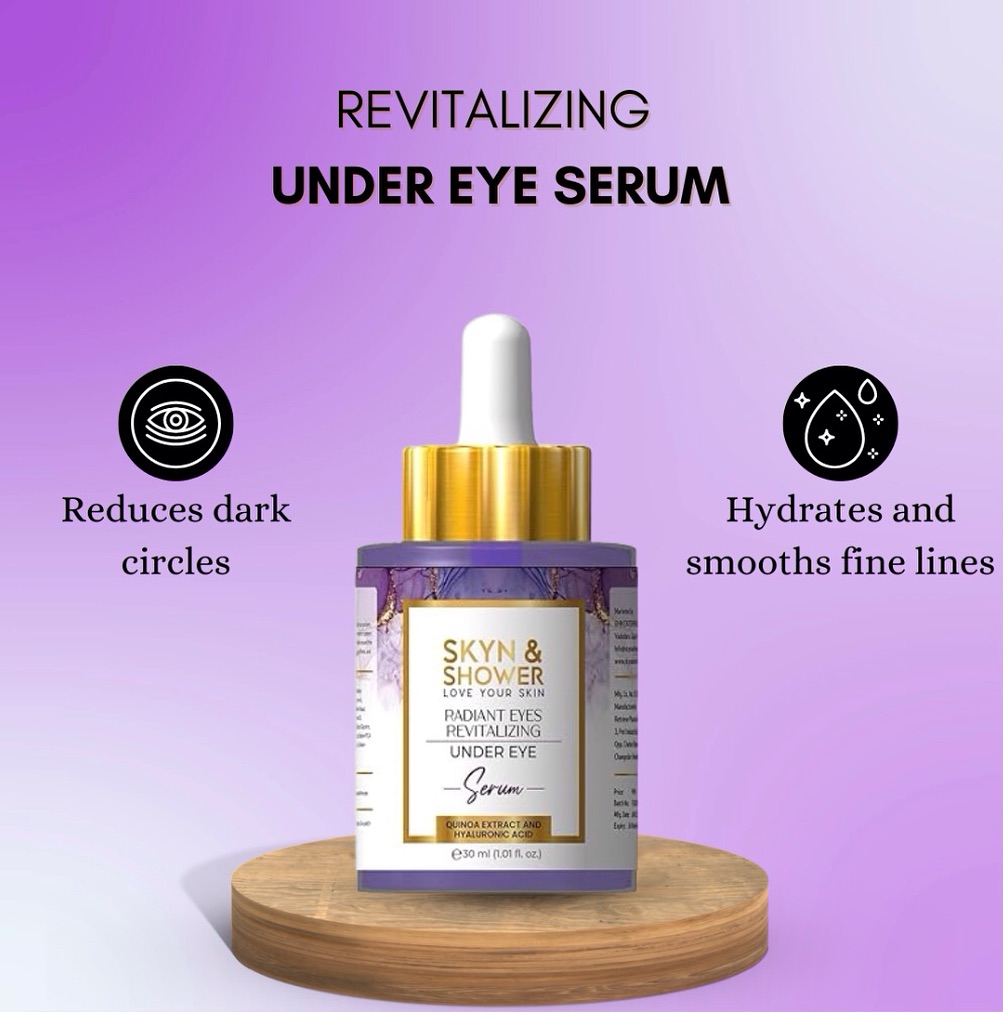 REVITALIZING
UNDER EYE SERUM
Reduces dark
circles
Hydrates and
smooths fine lines
SKYN &
SHOWER
LOVE YOUR SKIN
RADIANT EYES
REVITALIZING
UNDER EYE
Serum
QUINOA EXTRACT AND
HYALURONIC ACID
℮30 ml (1.01 fl. oz.)